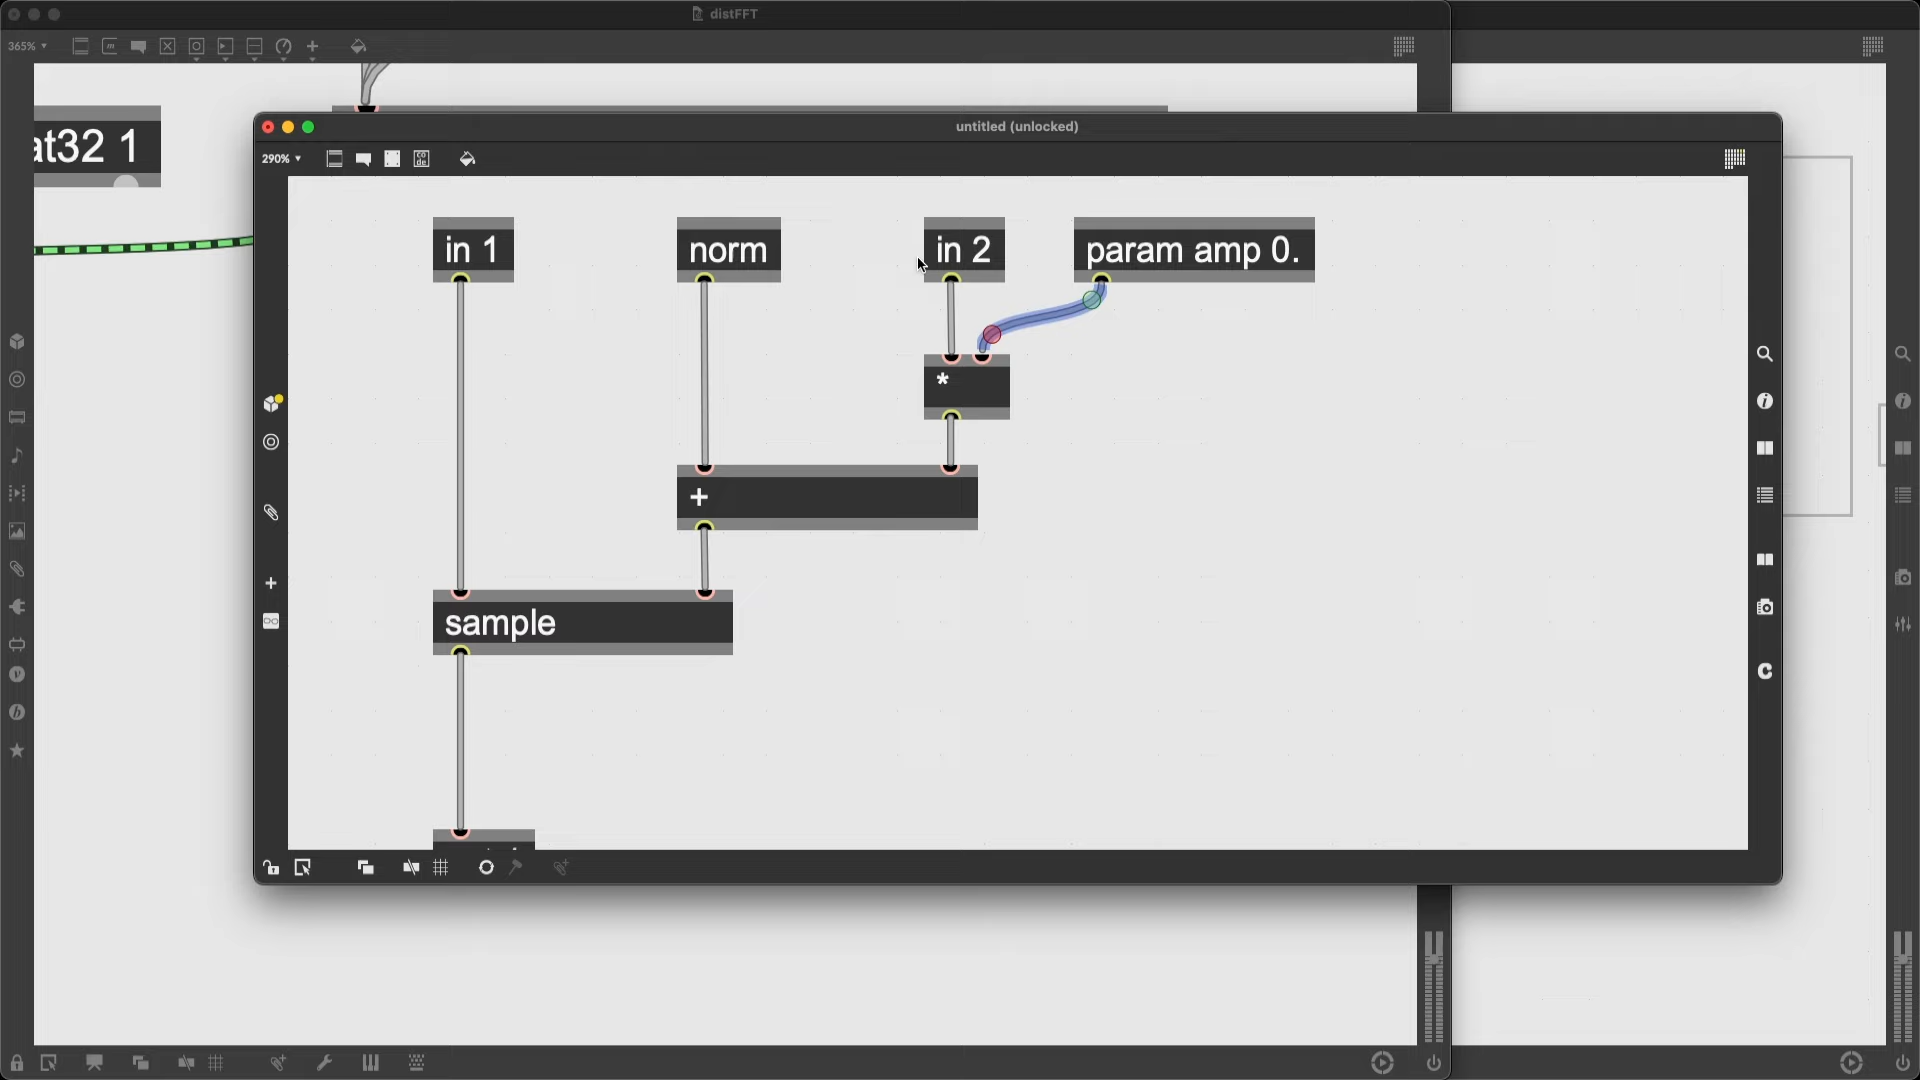 distFFT
365%
at32 1
untitled (unlocked)
290%
in 1
norm
in 2
param amp 0.
*
+
sample